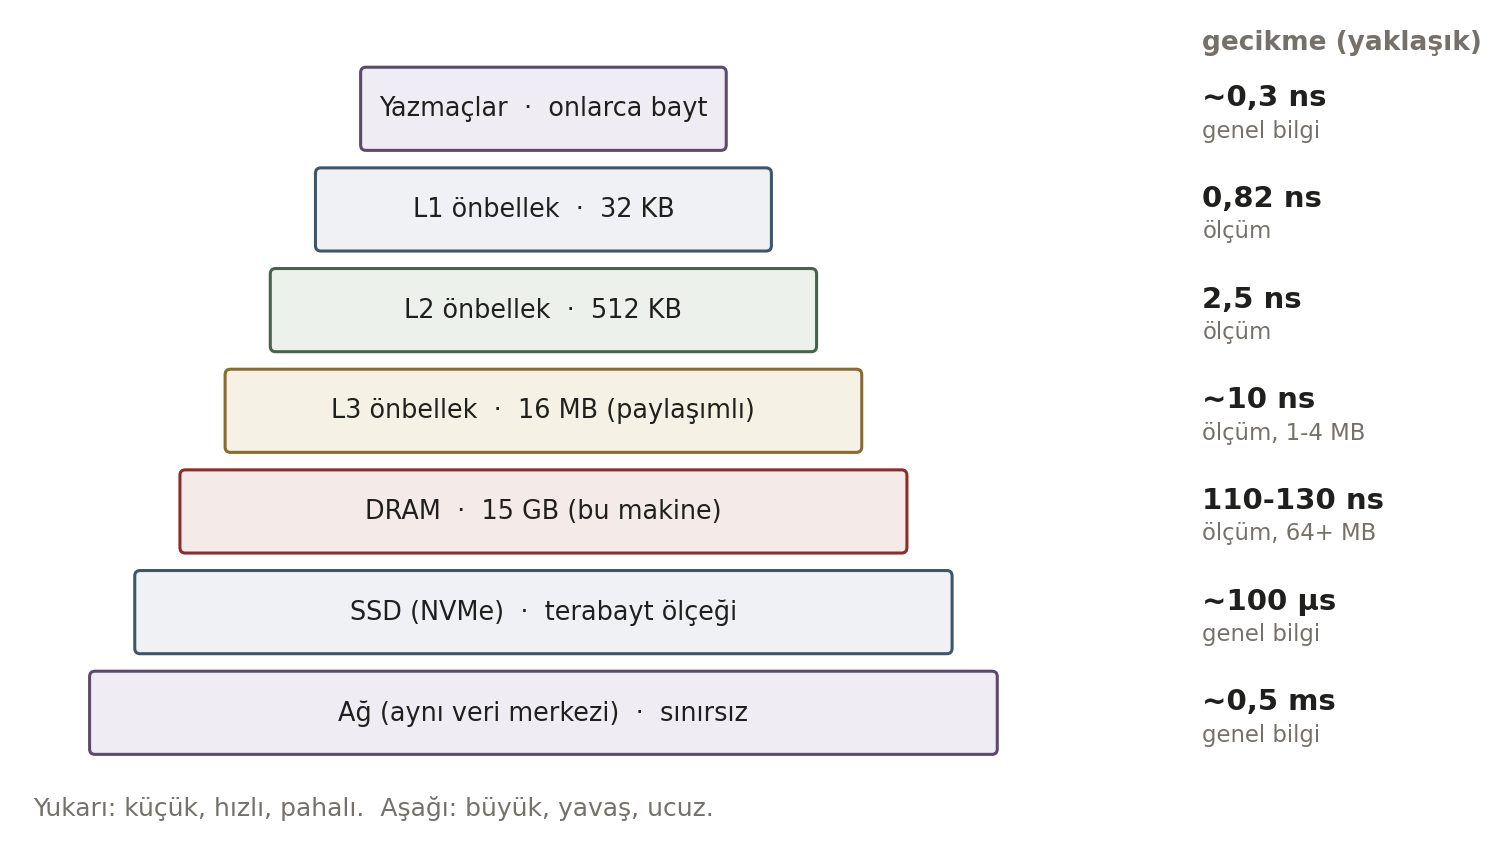 gecikme (yaklaşık)
Yazmaçlar · onlarca bayt
~0,3 ns
genel bilgi
L1 önbellek · 32 KB
0,82 ns
ölçüm
L2 önbellek · 512 KB
2,5 ns
ölçüm
L3 önbellek · 16 MB (paylaşımlı)
~10 ns
ölçüm, 1-4 MB
DRAM · 15 GB (bu makine)
110-130 ns
ölçüm, 64+ MB
SSD (NVMe) · terabayt ölçeği
~100 µs
genel bilgi
Ağ (aynı veri merkezi) · sınırsız
~0,5 ms
genel bilgi
Yukarı: küçük, hızlı, pahalı. Aşağı: büyük, yavaş, ucuz.